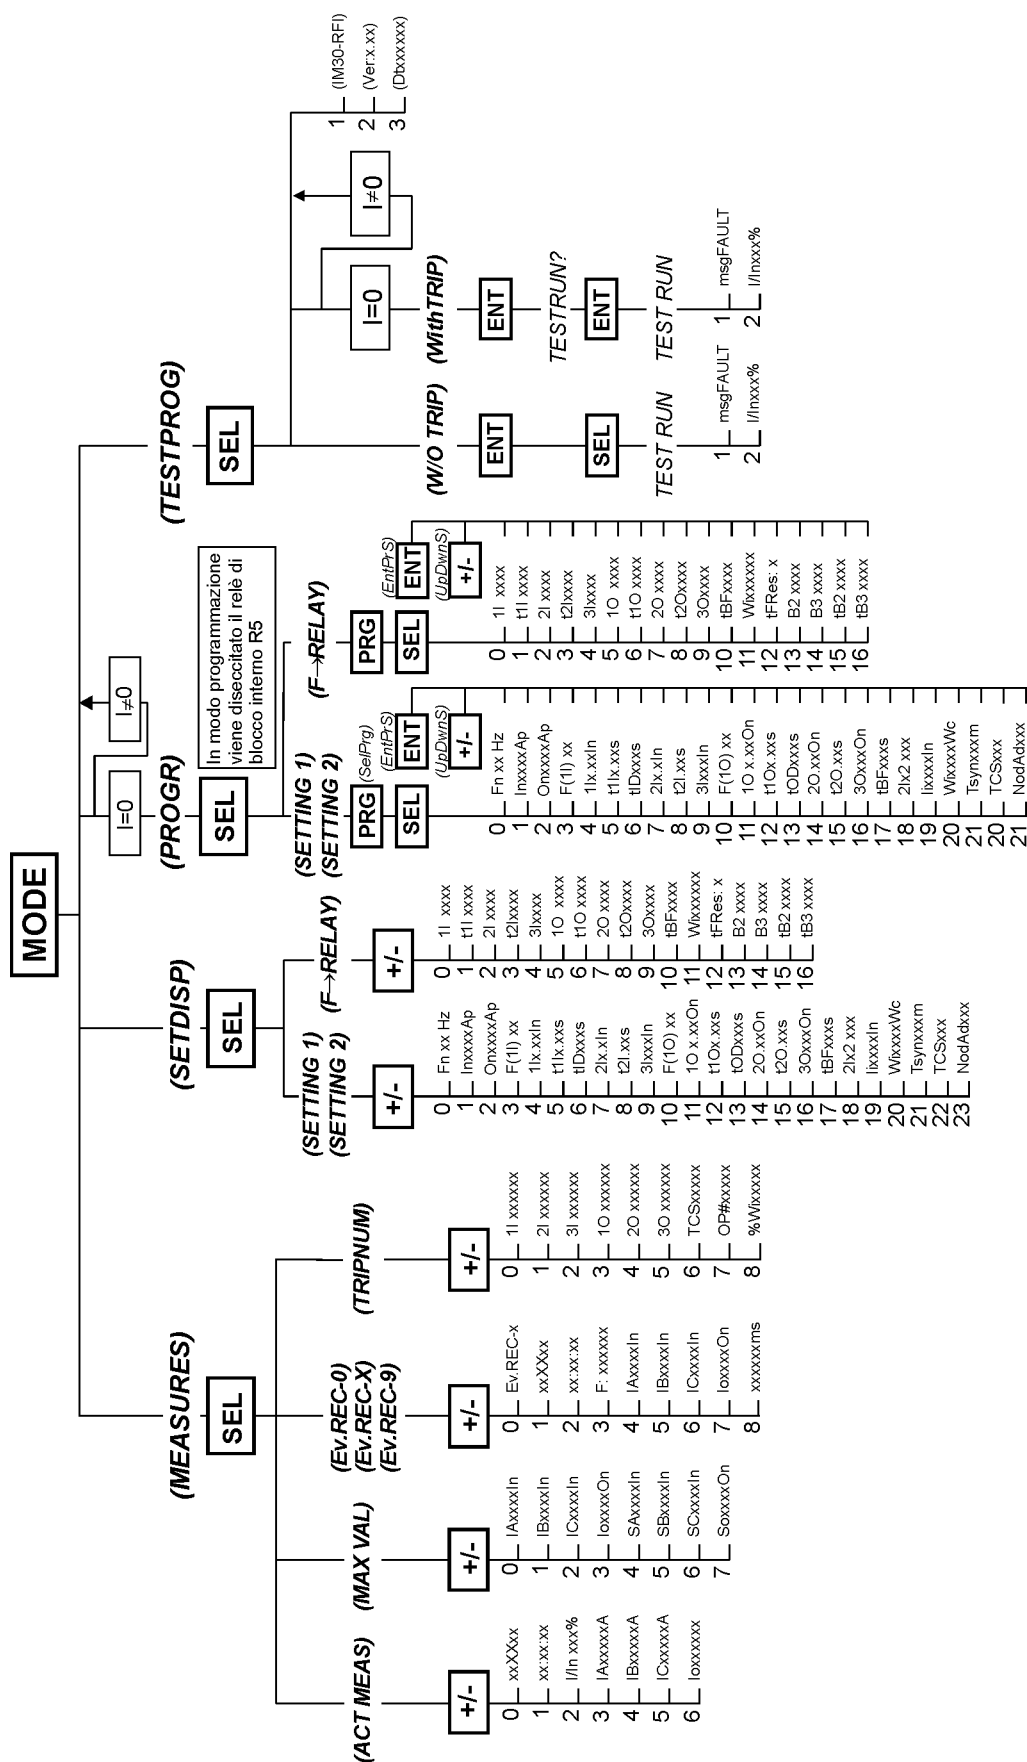 MODE
(MEASURES)
SEL
(ACT MEAS)
+/-
0 xxXXxx
1 xx:xx:xx
2 I/In xxx%
3 IAxxxxxA
4 IBxxxxxA
5 ICxxxxxA
6 Ioxxxxxx
(MAX VAL)
+/-
0 IAxxxxIn
1 IBxxxxIn
2 ICxxxxIn
3 IoxxxxOn
4 SAxxxxIn
5 SBxxxxIn
6 SCxxxxIn
7 SoxxxxOn
(Ev.REC-0)
(Ev.REC-X)
(Ev.REC-9)
+/-
0 Ev.REC-x
1 xxXXxx
2 xx:xx:xx
3 F: xxxxxx
4 IAxxxxIn
5 IBxxxxIn
6 ICxxxxIn
7 IoxxxxOn
8 xxxxxxms
(TRIPNUM)
+/-
0 1I xxxxxx
1 2I xxxxxx
2 3I xxxxxx
3 1O xxxxxx
4 2O xxxxxx
5 3O xxxxxx
6 TCSxxxxx
7 OP#xxxxx
8 %Wixxxxx
(SETDISP)
SEL
(SETTING 1)
(SETTING 2)
+/-
0 Fn xx Hz
1 InxxxxAp
2 OnxxxxAp
3 F(1I) xx
4 1Ix.xxIn
5 t1Ix.xxs
6 tIDxxxs
7 2Ix.xxIn
8 t2I.xxs
9 3IxxxIn
10 F(1O) xx
11 1O x.xxOn
12 t1Ox.xxs
13 tODxxxs
14 2O.xxOn
15 t2O.xxs
16 3OxxxOn
17 tBFxxxs
18 2Ix2 xxx
19 IixxxxIn
20 WixxxxWc
21 Tsynxxxm
22 TCSxxx
23 NodAdxxx
(F→RELAY)
+/-
0 1I xxxx
1 t1I xxxx
2 2I xxxx
3 t2Ixxxx
4 3Ixxxx
5 1O xxxx
6 t1O xxxx
7 2O xxxx
8 t2Oxxxx
9 3Oxxxx
10 tBFxxxx
11 Wixxxxxx
12 tFRes: x
13 B2 xxxx
14 B3 xxxx
15 tB2 xxxx
16 tB3 xxxx
I=0
I≠0
(PROGR)
SEL
In modo programmazione
viene diseccitato il relè di
blocco interno R5
(SETTING 1)
(SETTING 2)
PRG (SelPrg)
SEL
(EntPrS)
ENT
(UpDwnS)
+/-
0 Fn xx Hz
1 InxxxxAp
2 OnxxxxAp
3 F(1I) xx
4 1Ix.xxIn
5 t1Ix.xxs
6 tIDxxxs
7 2Ix.xxIn
8 t2I.xxs
9 3IxxxIn
10 F(1O) xx
11 1O x.xxOn
12 t1Ox.xxs
13 tODxxxs
14 2O.xxOn
15 t2O.xxs
16 3OxxxOn
17 tBFxxxs
18 2Ix2 xxx
19 IixxxxIn
20 WixxxxWc
21 Tsynxxxm
20 TCSxxx
21 NodAdxxx
(F→RELAY)
PRG
SEL
(EntPrS)
ENT
(UpDwnS)
+/-
0 1I xxxx
1 t1I xxxx
2 2I xxxx
3 t2Ixxxx
4 3Ixxxx
5 1O xxxx
6 t1O xxxx
7 2O xxxx
8 t2Oxxxx
9 3Oxxxx
10 tBFxxxx
11 Wixxxxxx
12 tFRes: x
13 B2 xxxx
14 B3 xxxx
15 tB2 xxxx
16 tB3 xxxx
(TESTPROG)
SEL
(W/O TRIP)
ENT
SEL
TEST RUN
1 msgFAULT
2 I/Inxxx%
I=0
I≠0
(WithTRIP)
ENT
TESTRUN?
ENT
TEST RUN
1 msgFAULT
2 I/Inxxx%
1 (IM30-RFI)
2 (Ver:x.xx)
3 (Dtxxxxxx)